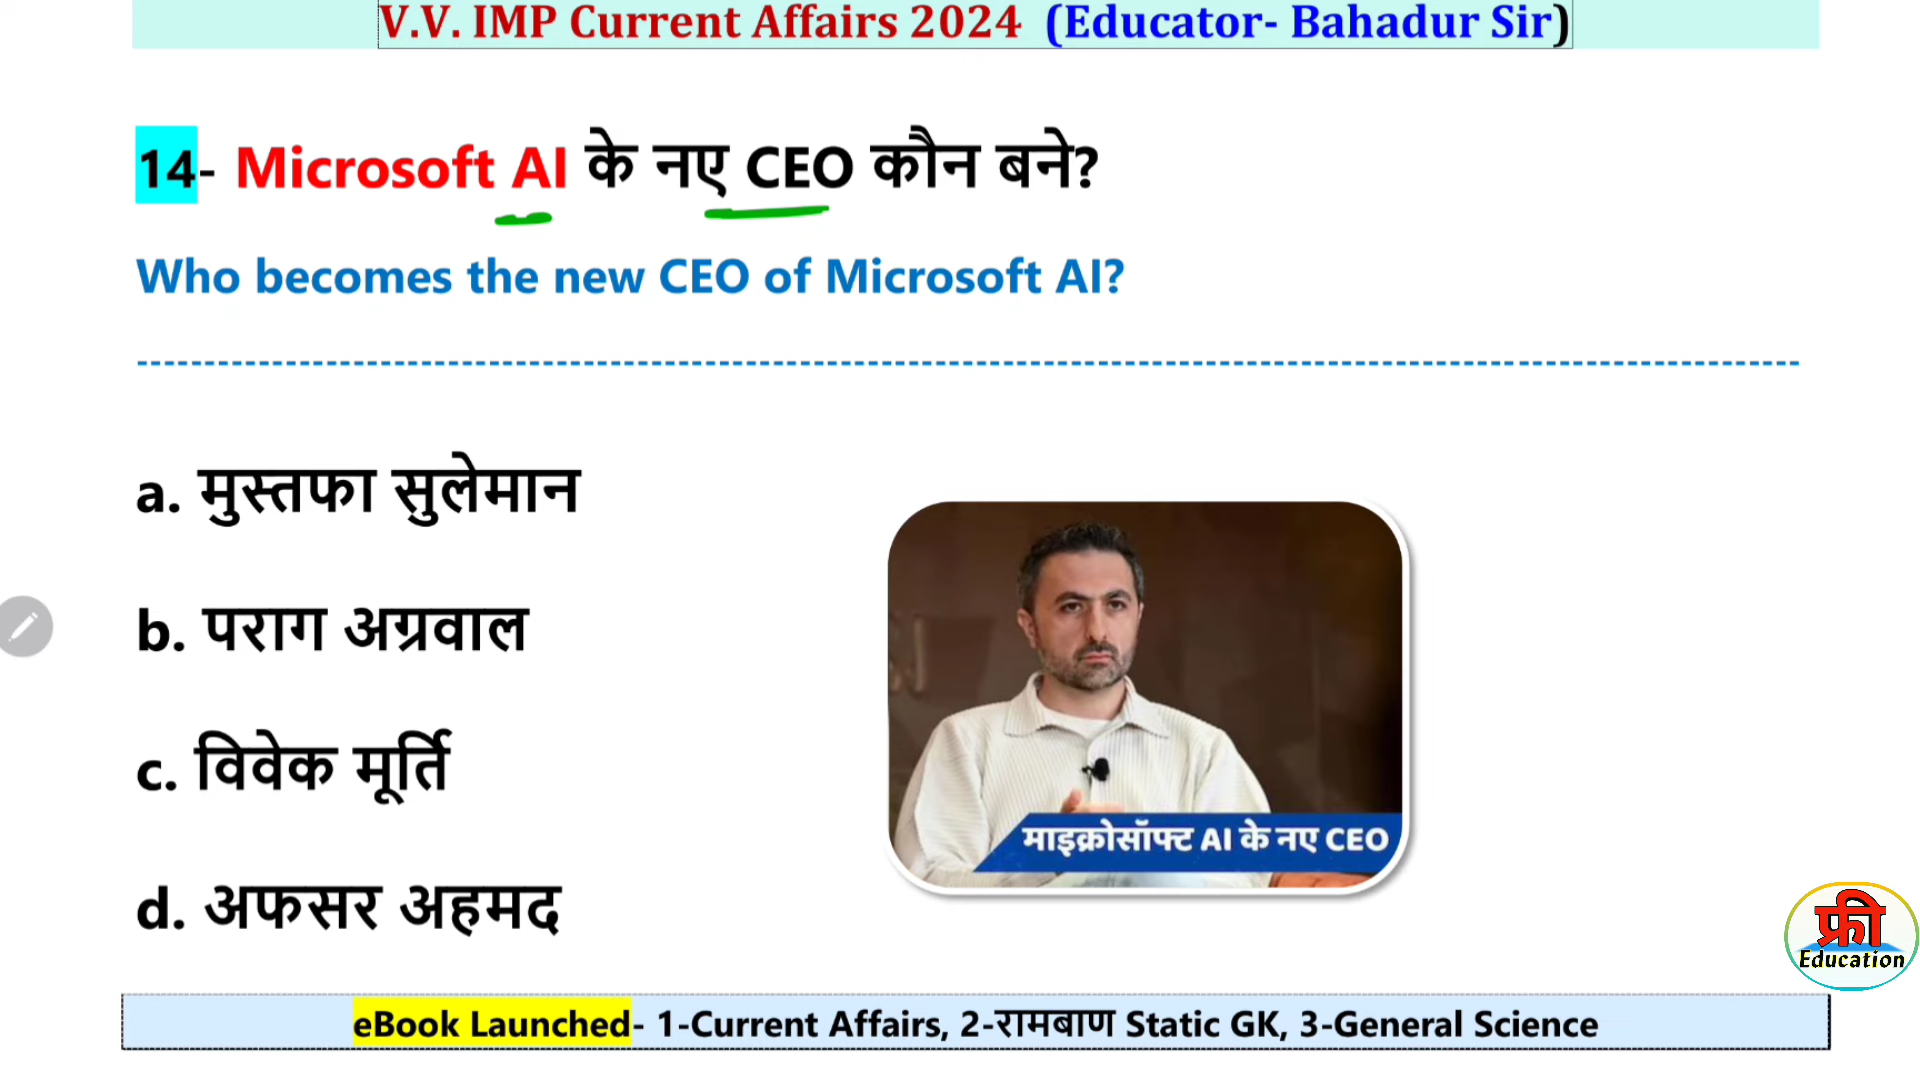 V.V. IMP Current Affairs 2024 (Educator- Bahadur Sir)
14- Microsoft AI के नए CEO कौन बने?
Who becomes the new CEO of Microsoft AI?
a. मुस्तफा सुलेमान
b. पराग अग्रवाल
c. विवेक मूर्ति
d. अफसर अहमद
माइक्रोसॉफ्ट AI के नए CEO
फ्री
Education
eBook Launched- 1-Current Affairs, 2-रामबाण Static GK, 3-General Science